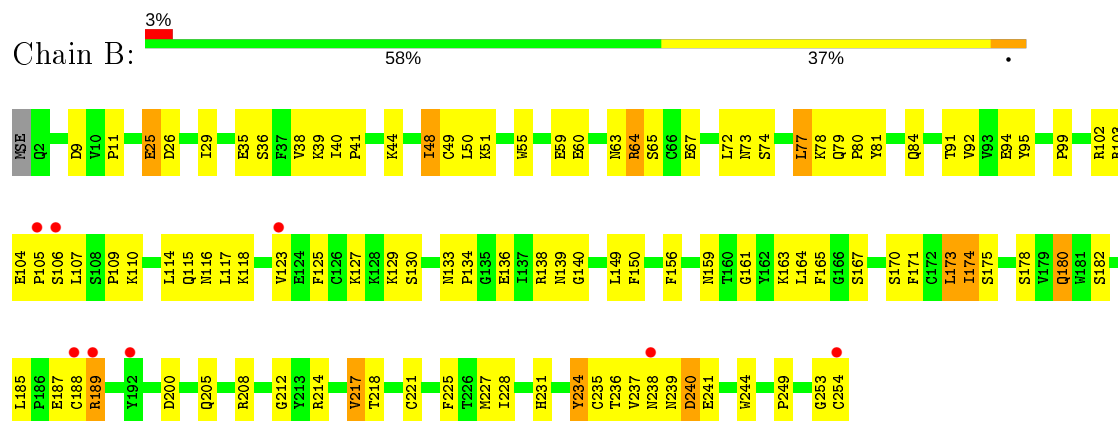 3%
Chain B:
58% 37% •
MSE Q2 D9 V10 P11 E25 D26 I29 E35 S36 F37 V38 K39 I40 P41 K44 I48 C49 L50 K51 W55 E59 E60 N63 R64 S65 C66 E67 L72 N73 S74 L77 K78 Q79 P80 Y81 Q84 T91 V92 V93 E94 Y95 P99 R102 R103
E104 P105 S106 L107 S108 P109 K110 L114 Q115 N116 L117 K118 V123 E124 F125 C126 K127 K128 K129 S130 N133 P134 G135 E136 I137 R138 N139 G140 L149 F150 F156 N159 T160 G161 Y162 K163 L164 F165 G166 S167 S170 F171 C172 L173 I174 S175 S178 V179 Q180 W181 S182
L185 P186 E187 C188 R189 Y192 D200 Q205 R208 G212 Y213 R214 V217 T218 C221 F225 T226 M227 I228 H231 Y234 C235 T236 V237 N238 N239 D240 E241 W244 P249 G253 C254